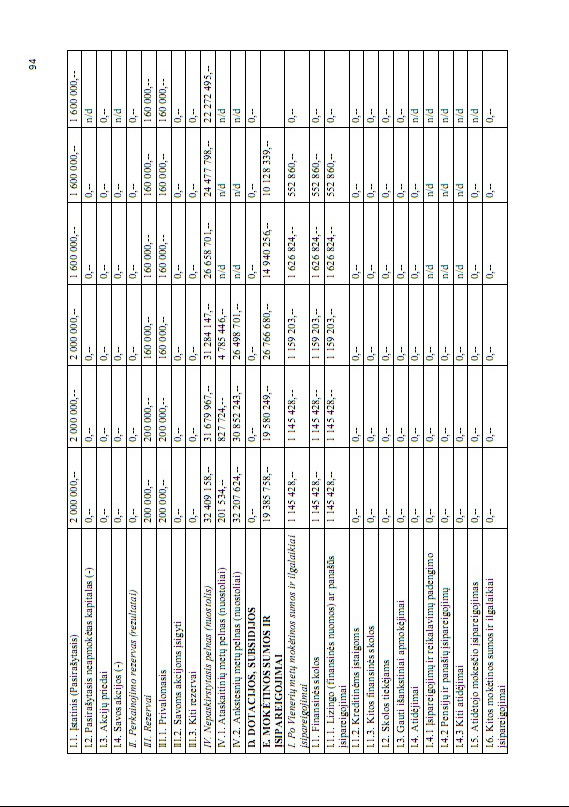 94
I.1. Įstatinis (Pasirašytasis) 2 000 000,-- 2 000 000,-- 2 000 000,-- 1 600 000,-- 1 600 000,-- 1 600 000,--
I.2. Pasirašytasis neapmokėtas kapitalas (-) 0,-- 0,-- 0,-- 0,-- 0,-- n/d
I.3. Akcijų priedai 0,-- 0,-- 0,-- 0,-- 0,-- 0,--
I.4. Savos akcijos (-) 0,-- 0,-- 0,-- 0,-- 0,-- n/d
II. Perkainojimo rezervas (rezultatai) 0,-- 0,-- 0,-- 0,-- 0,-- 0,--
III. Rezervai 200 000,-- 200 000,-- 160 000,-- 160 000,-- 160 000,-- 160 000,--
III.1. Privalomasis 200 000,-- 200 000,-- 160 000,-- 160 000,-- 160 000,-- 160 000,--
III.2. Savoms akcijoms įsigyti 0,-- 0,-- 0,-- 0,-- 0,-- 0,--
III.3. Kiti rezervai 0,-- 0,-- 0,-- 0,-- 0,-- 0,--
IV. Nepaskirstytasis pelnas (nuostolis) 32 409 158,-- 31 679 967,-- 31 284 147,-- 26 658 701,-- 24 477 798,-- 22 272 495,--
IV. 1. Ataskaitinių metų pelnas (nuostoliai) 201 534,-- 827 724,-- 4 785 446,-- n/d n/d n/d
IV. 2. Ankstesnių metų pelnas (nuostoliai) 32 207 624,-- 30 852 243,-- 26 498 701,-- n/d n/d n/d
D. DOTACIJOS, SUBSIDIJOS 0,-- 0,-- 0,-- 0,-- 0,-- 0,--
E. MOKĖTINOS SUMOS IR
ĮSIPAREIGOJIMAI 19 385 758,-- 19 580 249,-- 26 766 680,-- 14 940 256,-- 10 128 339,--
I. Po Vienerių metų mokėtinos sumos ir ilgalaikiai
įsipareigojimai 1 145 428,-- 1 145 428,-- 1 159 203,-- 1 626 824,-- 552 860,-- 0,--
I.1. Finansinės skolos 1 145 428,-- 1 145 428,-- 1 159 203,-- 1 626 824,-- 552 860,-- 0,--
I.1.1. Lizingo (finansinės nuomos) ar panašūs
įsipareigojimai 1 145 428,-- 1 145 428,-- 1 159 203,-- 1 626 824,-- 552 860,-- 0,--
I.1.2. Kreditinėms įstaigoms 0,-- 0,-- 0,-- 0,-- 0,-- 0,--
I.1.3. Kitos finansinės skolos 0,-- 0,-- 0,-- 0,-- 0,-- 0,--
I.2. Skolos tiekėjams 0,-- 0,-- 0,-- 0,-- 0,-- 0,--
I.3. Gauti išankstiniai apmokėjimai 0,-- 0,-- 0,-- 0,-- 0,-- 0,--
I.4. Atidėjimai 0,-- 0,-- 0,-- 0,-- 0,-- n/d
I.4.1 Įsipareigojimų ir reikalavimų padengimo 0,-- 0,-- 0,-- n/d n/d n/d
I.4.2 Pensijų ir panašių įsipareigojimų 0,-- 0,-- 0,-- n/d n/d n/d
I.4.3 Kiti atidėjimai 0,-- 0,-- 0,-- n/d n/d n/d
I.5. Atidėtojo mokesčio įsipareigojimas 0,-- 0,-- 0,-- 0,-- 0,-- n/d
I.6. Kitos mokėtinos sumos ir ilgalaikiai
įsipareigojimai 0,-- 0,-- 0,-- 0,-- 0,-- 0,--